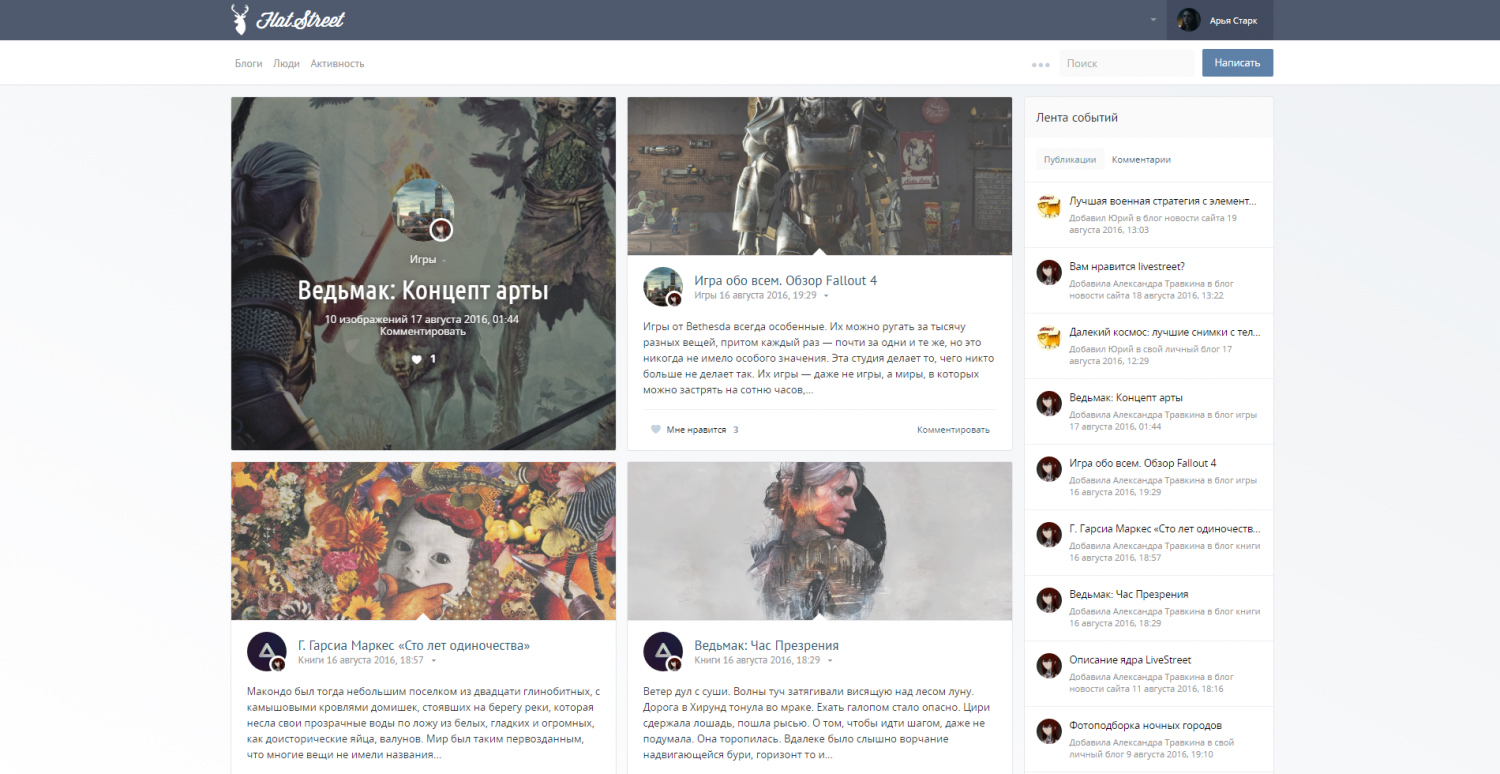 Flat Street
Арья Старк
Блоги Люди Активность
Поиск
Написать
Игры
Ведьмак: Концепт арты
10 изображений 17 августа 2016, 01:44
Комментировать
1
Игра обо всем. Обзор Fallout 4
Игры 16 августа 2016, 19:29
Игры от Bethesda всегда особенные. Их можно ругать за тысячу
разных вещей, притом каждый раз — почти за одни и те же, но это
никогда не имело особого значения. Эта студия делает то, чего никто
больше не делает так. Их игры — даже не игры, а миры, в которых
можно застрять на сотню часов,...
Мне нравится 3
Комментировать
Г. Гарсиа Маркес «Сто лет одиночества»
Книги 16 августа 2016, 18:57
Макондо был тогда небольшим поселком из двадцати глинобитных, с
камышовыми кровлями домишек, стоявших на берегу реки, которая
несла свои прозрачные воды по ложу из белых, гладких и огромных,
как доисторические яйца, валунов. Мир был таким первозданным,
что многие вещи не имели названия...
Ведьмак: Час Презрения
Книги 16 августа 2016, 18:29
Ветер дул с суши. Волны туч затягивали висящую над лесом луну.
Дорога в Хирунд тонула во мраке. Ехать галопом стало опасно. Цири
сдержала лошадь, пошла рысью. О том, чтобы идти шагом, даже не
подумала. Она торопилась. Вдалеке было слышно ворчание
надвигающейся бури, горизонт то и...
Лента событий
Публикации Комментарии
Лучшая военная стратегия с элемент...
Добавил Юрий в блог новости сайта 19
августа 2016, 13:03
Вам нравится livestreet?
Добавила Александра Травкина в блог
новости сайта 18 августа 2016, 13:22
Далекий космос: лучшие снимки с тел...
Добавил Юрий в свой личный блог 17
августа 2016, 12:29
Ведьмак: Концепт арты
Добавила Александра Травкина в блог игры
17 августа 2016, 01:44
Игра обо всем. Обзор Fallout 4
Добавила Александра Травкина в блог игры
16 августа 2016, 19:29
Г. Гарсиа Маркес «Сто лет одиночеств...
Добавила Александра Травкина в блог книги
16 августа 2016, 18:57
Ведьмак: Час Презрения
Добавила Александра Травкина в блог книги
16 августа 2016, 18:29
Описание ядра LiveStreet
Добавила Александра Травкина в блог
новости сайта 11 августа 2016, 18:16
Фотоподборка ночных городов
Добавила Александра Травкина в свой
личный блог 9 августа 2016, 19:10